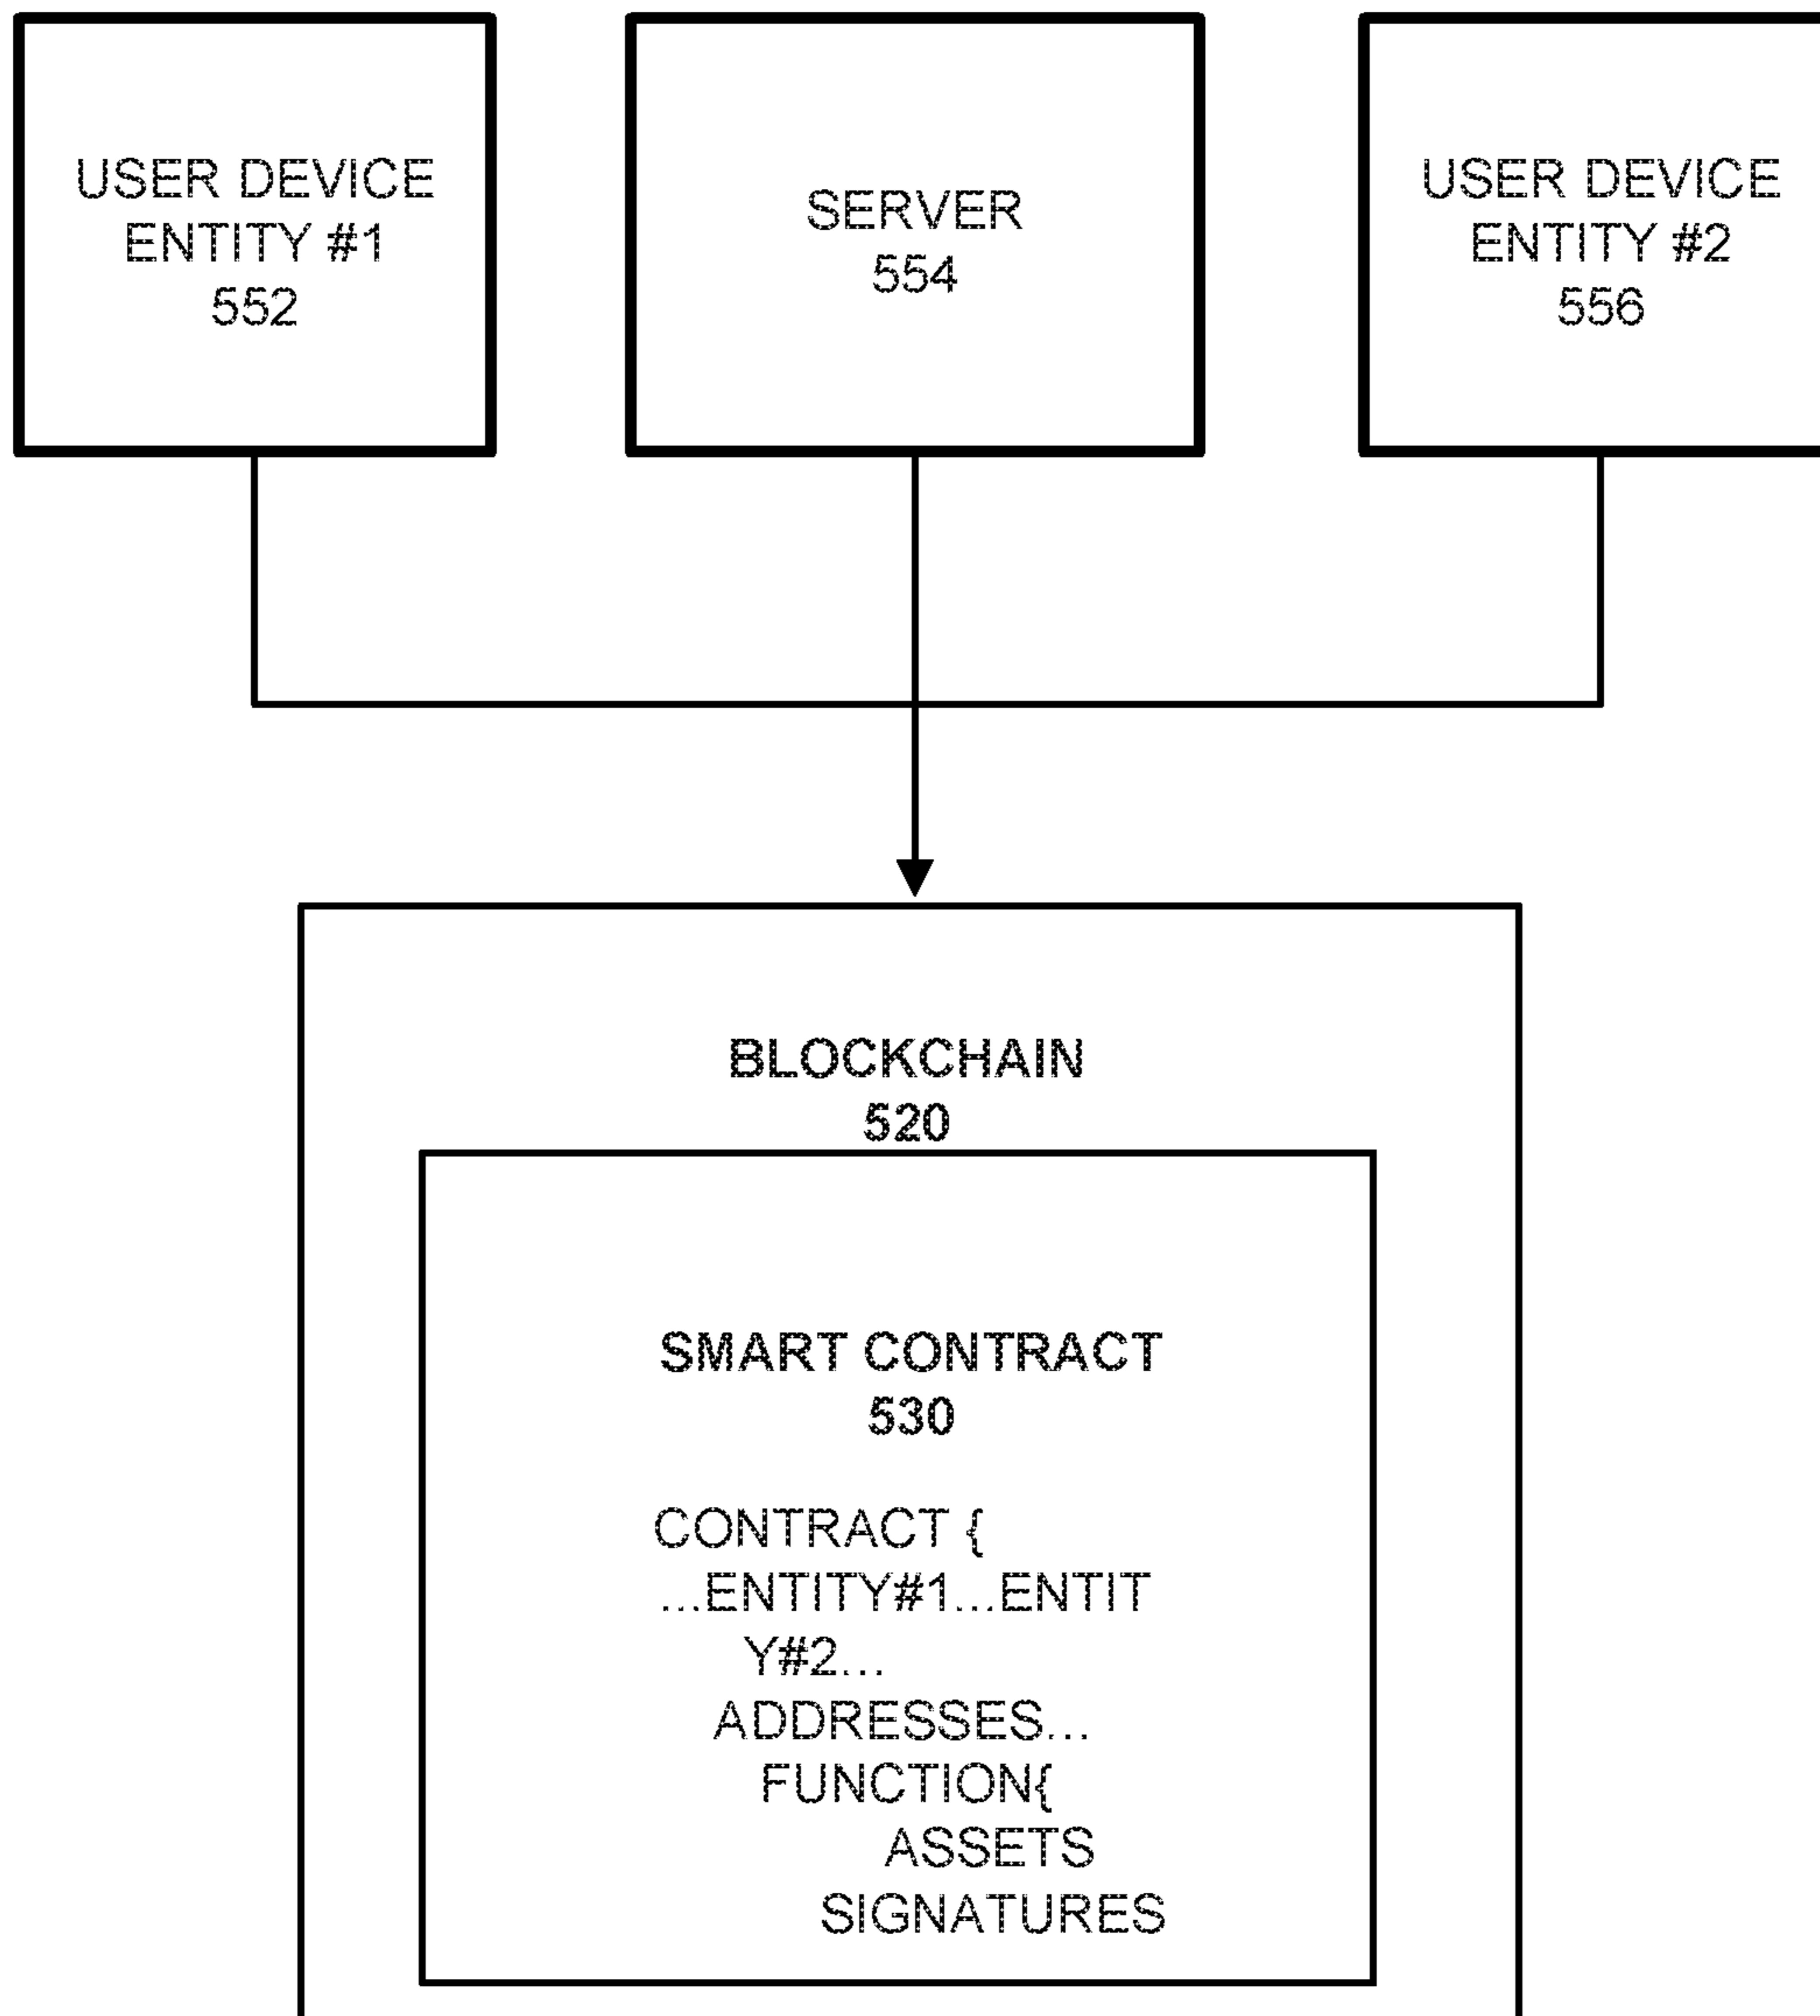 USER DEVICE
ENTITY #1
552
SERVER
554
USER DEVICE
ENTITY #2
556
BLOCKCHAIN
520
SMART CONTRACT
530
CONTRACT {
...ENTITY#1...ENTIT
Y#2...
ADDRESSES...
FUNCTION{
ASSETS
SIGNATURES